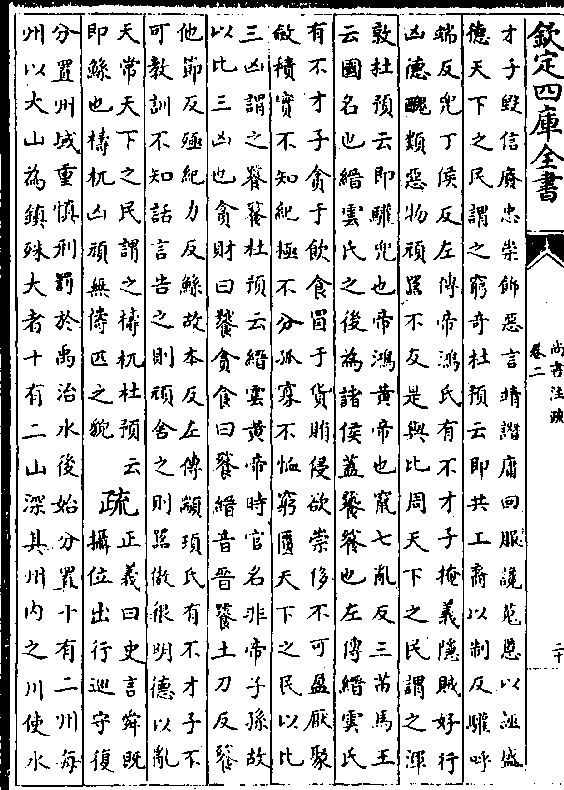 欽定四庫全書
尚書注疏
卷二
二十
才子毀信廢忠崇飾惡言靖譖庸回服讒蒐慝以誣盛
德天下之民謂之窮奇杜預云即共工裔以制反驩呼
端反兜丁侯反左傳帝鴻氏有不才子掩義隱賊好行
凶德醜類惡物頑嚚不友是與比周天下之民謂之渾
敦杜預云即驩兜也帝鴻黄帝也竄七亂反三苗馬王
云國名也縉雲氏之後為諸侯蓋饕餮也左傳縉雲氏
有不才子貪于飲食冒于貨賄侵欲崇侈不可盈厭聚
斂積實不知紀極不分孤寡不恤窮匱天下之民以比
三凶謂之饕餮杜預云縉雲黄帝時官名非帝子孫故
以比三凶也貪財曰饕貪食曰餮縉音晉饕土刀反餮
他節反殛紀力反鯀故本反左傳顓頊氏有不才子不
可教訓不知話言告之則頑舍之則嚚傲很明德以亂
天常天下之民謂之檮杌杜預云
即鯀也檮杌凶頑無儔匹之貌
疏
正義曰史言舜既
攝位出行巡守復
分置州域重慎刑罰於禹治水後始分置十有二州每
州以大山為鎮殊大者十有二山深其州内之川使水